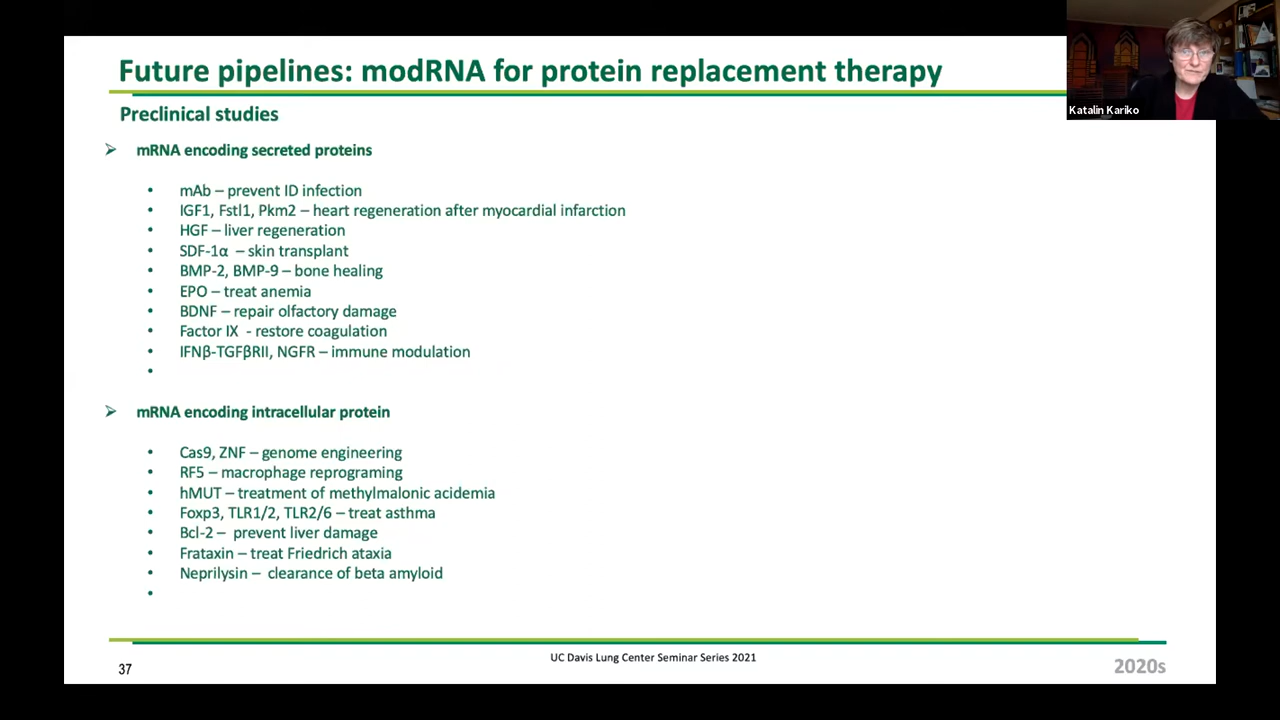 Future pipelines: modRNA for protein replacement therapy
Katalin Kariko
Preclinical studies
➢ mRNA encoding secreted proteins
• mAb – prevent ID infection
• IGF1, Fstl1, Pkm2 – heart regeneration after myocardial infarction
• HGF – liver regeneration
• SDF-1α – skin transplant
• BMP-2, BMP-9 – bone healing
• EPO – treat anemia
• BDNF – repair olfactory damage
• Factor IX - restore coagulation
• IFNβ-TGFβRII, NGFR – immune modulation
•
➢ mRNA encoding intracellular protein
• Cas9, ZNF – genome engineering
• RF5 – macrophage reprograming
• hMUT – treatment of methylmalonic acidemia
• Foxp3, TLR1/2, TLR2/6 – treat asthma
• Bcl-2 – prevent liver damage
• Frataxin – treat Friedrich ataxia
• Neprilysin – clearance of beta amyloid
•
37
UC Davis Lung Center Seminar Series 2021
2020s